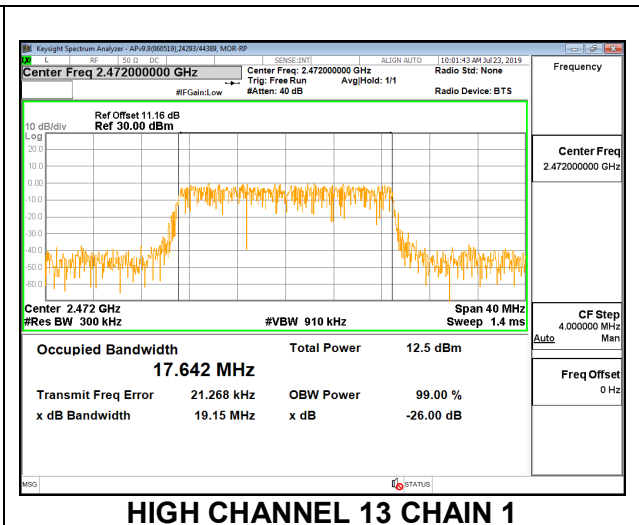 Keysight Spectrum Analyzer - APv9.9(060519),24293/44389, MOR-RP
L RF 50 Ω DC SENSE:INT ALIGN AUTO 10:01:43 AM Jul 23, 2019
Center Freq 2.472000000 GHz
Center Freq: 2.472000000 GHz
Radio Std: None
Trig: Free Run Avg|Hold: 1/1
#IFGain:Low #Atten: 40 dB Radio Device: BTS
Frequency
Ref Offset 11.16 dB
10 dB/div Ref 30.00 dBm
Log
20.0
10.0
0.00
-10.0
-20.0
-30.0
-40.0
-50.0
-60.0
Center Freq
2.472000000 GHz
Center 2.472 GHz Span 40 MHz
#Res BW 300 kHz #VBW 910 kHz Sweep 1.4 ms
CF Step
4.000000 MHz
Auto Man
Occupied Bandwidth Total Power 12.5 dBm
17.642 MHz
Transmit Freq Error 21.268 kHz OBW Power 99.00 %
x dB Bandwidth 19.15 MHz x dB -26.00 dB
Freq Offset
0 Hz
MSG STATUS
HIGH CHANNEL 13 CHAIN 1